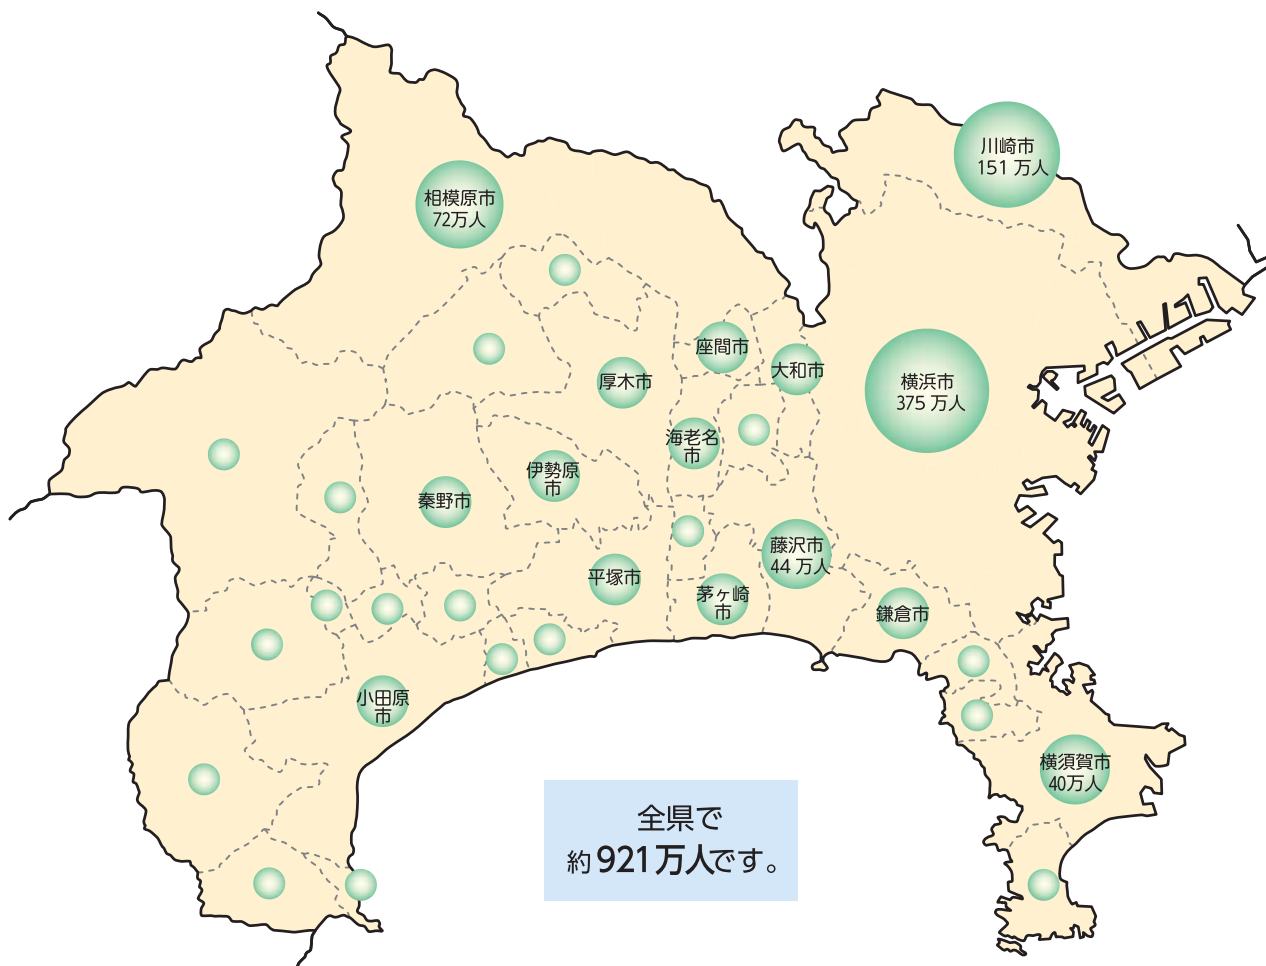 川崎市
151 万人
相模原市
72万人
座間市
大和市
厚木市
横浜市
375 万人
海老名
市
伊勢原
市
秦野市
藤沢市
44 万人
平塚市
茅ヶ崎
市
鎌倉市
小田原
市
横須賀市
40万人
全県で
約 921 万人です。